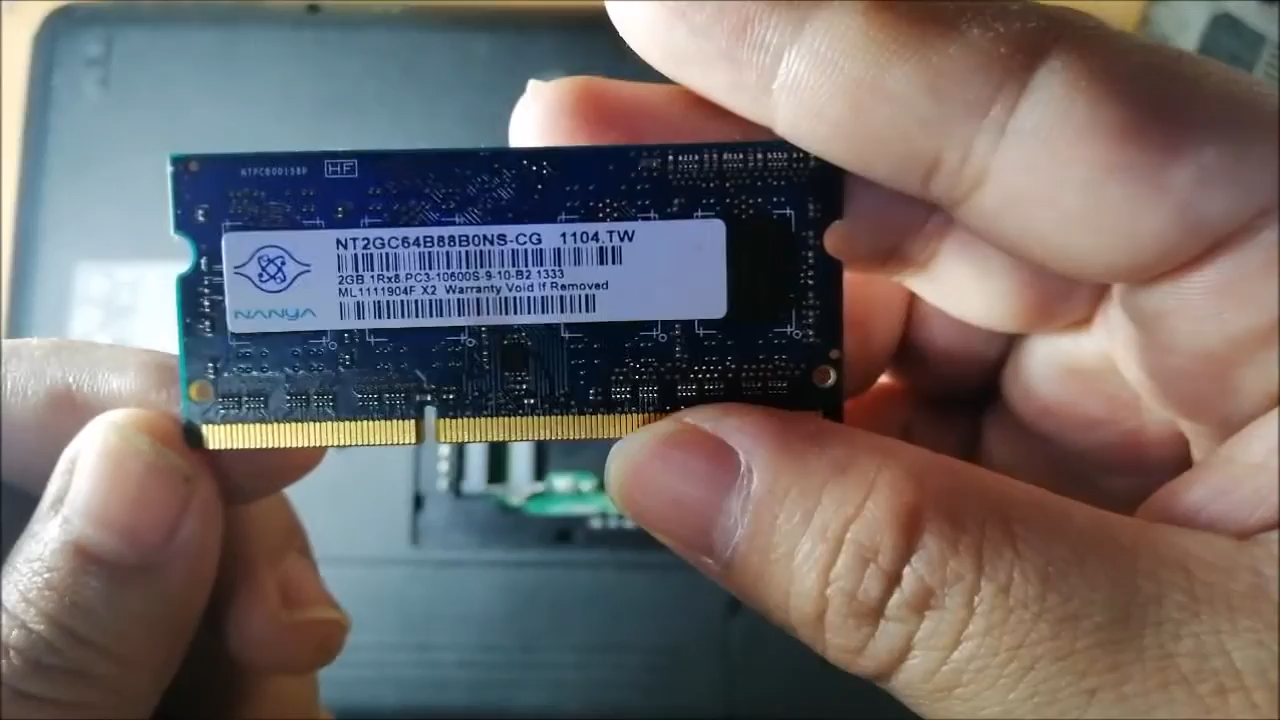 HF
NT2GC64B88B0NS-CG 1104.TW
2GB 1Rx8 PC3-10600S-9-10-B2 1333
ML1111904F X2 Warranty Void If Removed
NANYA